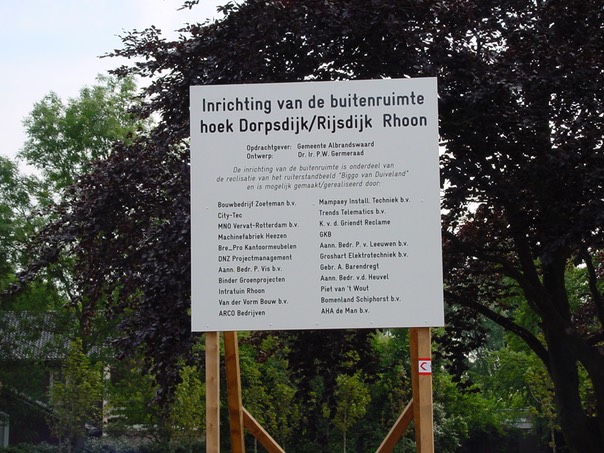 Inrichting van de buitenruimte
hoek Dorpsdijk/Rijsdijk Rhoon
Opdrachtgever: Gemeente Albrandswaard
Ontwerp: Dr. Ir. P.W. Germeraad
De inrichting van de buitenruimte is onderdeel van
de reclisatie van het ruiterstandbeeld "Biggo van Duiveland"
en is mogelijk gemaakt/gerealiseerd door:
Bouwbedrijf Zoeteman b.v.
City-Tec
MNO Vervat-Rotterdam b.v.
Machinefabriek Heezen
Bre_Pro Kantoormeubelen
DNZ Projectmanagement
Aann. Bedr. P. Vis b.v.
Binder Groenprojecten
Intratuin Rhoon
Van der Vorm Bouw b.v.
ARCO Bedrijven
Mampaey Install. Techniek b.v.
Trends Telematics b.v.
K. v.d. Griendt Reclame
GKB
Aann. Bedr. P. v. Leeuwen b.v.
Groshart Elektrotechniek b.v.
Gebr. A. Barendregt
Aann. Bedr. v.d. Heuvel
Piet van 't Wout
Bomenland Schiphorst b.v.
AHA de Man b.v.